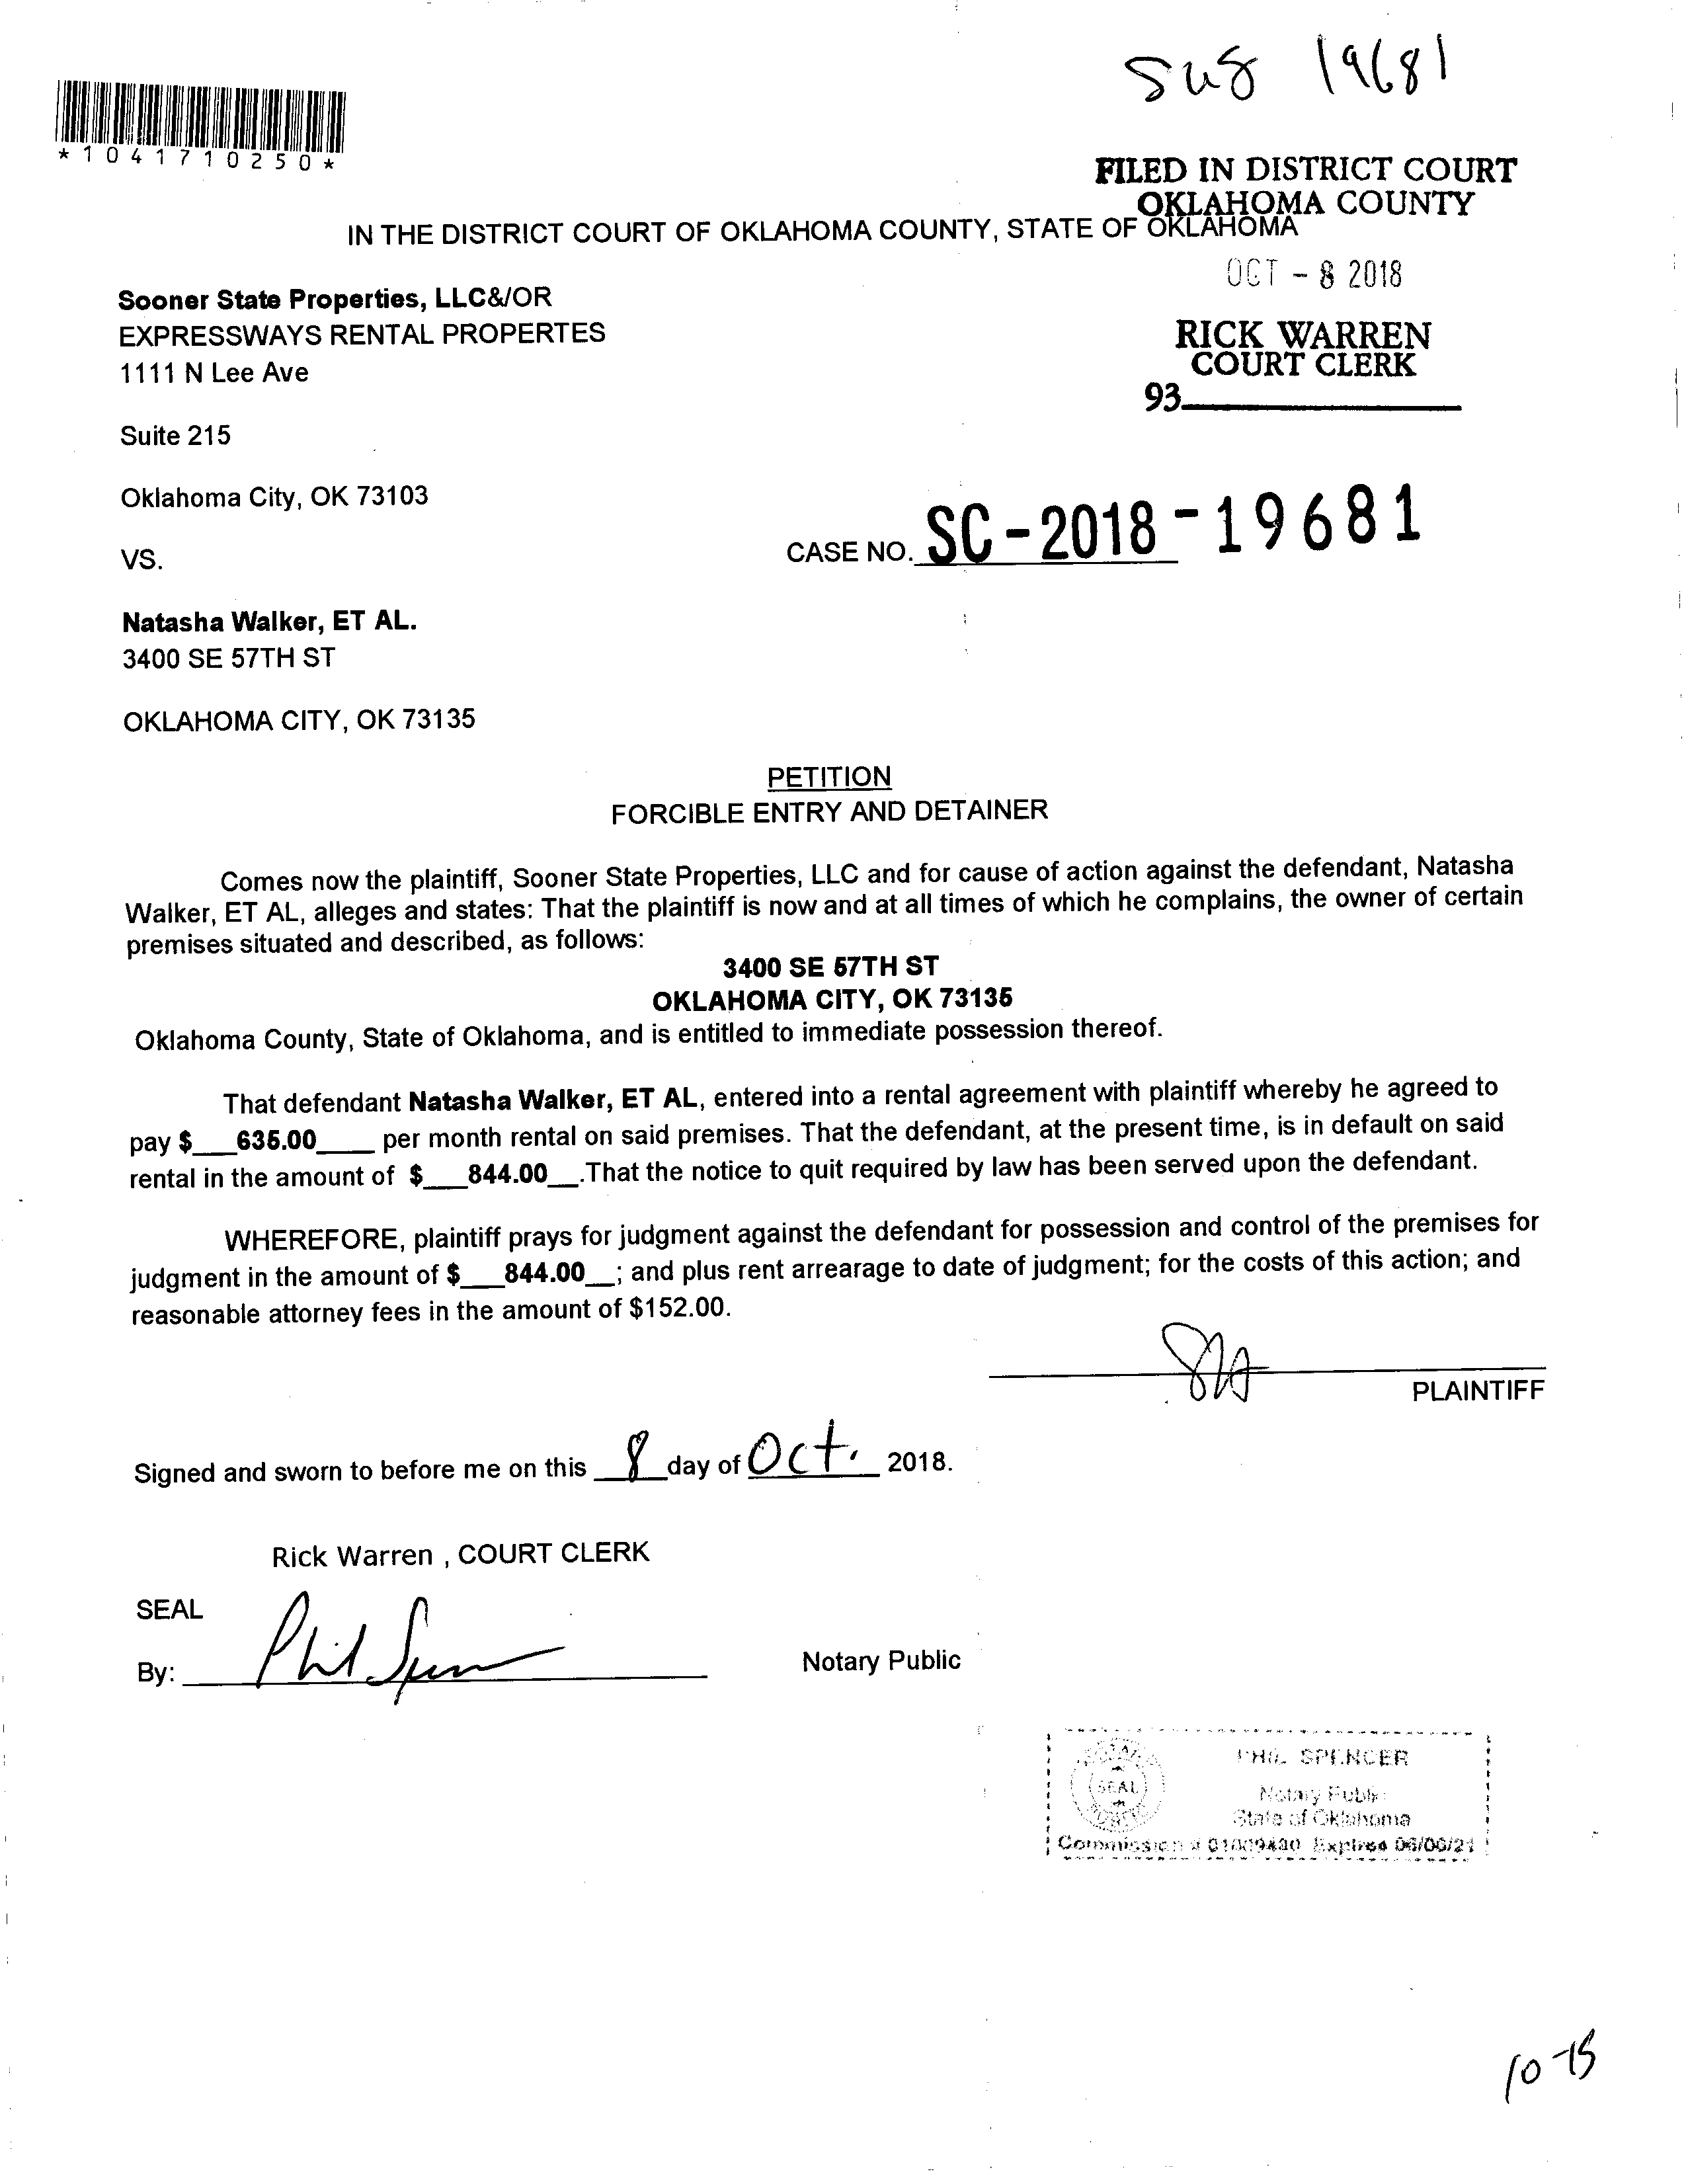 1968
*1041710250*
FILED IN DISTRICT COURT
OKLAHOMA COUNTY
IN THE DISTRICT COURT OF OKLAHOMA COUNTY, STATE OF OKLAHOMA
OCT - 8 2018
Sooner State Properties, LLC&/OR
EXPRESSWAYS RENTAL PROPERTES
1111 N Lee Ave
RICK WARREN
COURT CLERK
93
Suite 215
Oklahoma City, OK 73103
CASE NO. SC-2018-19681
VS.
Natasha Walker, ET AL.
3400 SE 57TH ST
OKLAHOMA CITY, OK 73135
PETITION
FORCIBLE ENTRY AND DETAINER
Comes now the plaintiff, Sooner State Properties, LLC and for cause of action against the defendant, Natasha
Walker, ET AL, alleges and states: That the plaintiff is now and at all times of which he complains, the owner of certain
premises situated and described, as follows:
3400 SE 57TH ST
OKLAHOMA CITY, OK 73135
Oklahoma County, State of Oklahoma, and is entitled to immediate possession thereof.
That defendant Natasha Walker, ET AL, entered into a rental agreement with plaintiff whereby he agreed to
pay $___635.00____ per month rental on said premises. That the defendant, at the present time, is in default on said
rental in the amount of $___844.00__.That the notice to quit required by law has been served upon the defendant.
WHEREFORE, plaintiff prays for judgment against the defendant for possession and control of the premises for
judgment in the amount of $___844.00__; and plus rent arrearage to date of judgment; for the costs of this action; and
reasonable attorney fees in the amount of $152.00.
PLAINTIFF
Signed and sworn to before me on this 8 day of Oct. 2018.
Rick Warren , COURT CLERK
SEAL
By: Phil Spencer
Notary Public
PHIL SPENCER
SEAL
Notary Public
State of Oklahoma
Commission # Expires
10-15